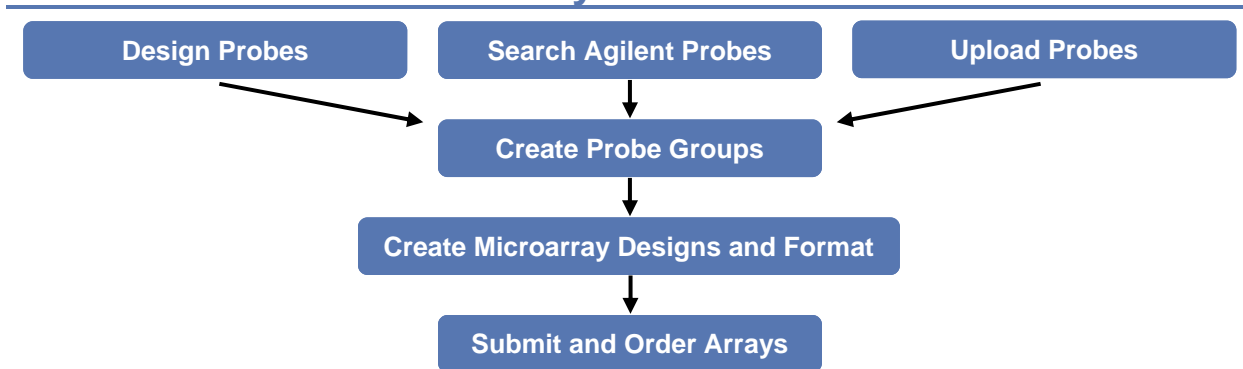 Design Probes
Search Agilent Probes
Upload Probes
Create Probe Groups
Create Microarray Designs and Format
Submit and Order Arrays